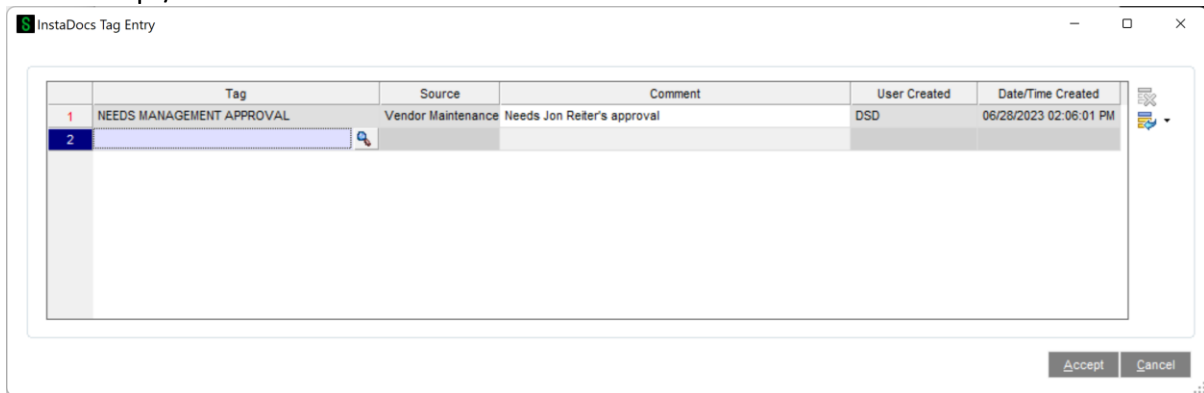 InstaDocs Tag Entry
Tag Source Comment User Created Date/Time Created
1 NEEDS MANAGEMENT APPROVAL Vendor Maintenance Needs Jon Reiter's approval DSD 06/28/2023 02:06:01 PM
2
Accept Cancel